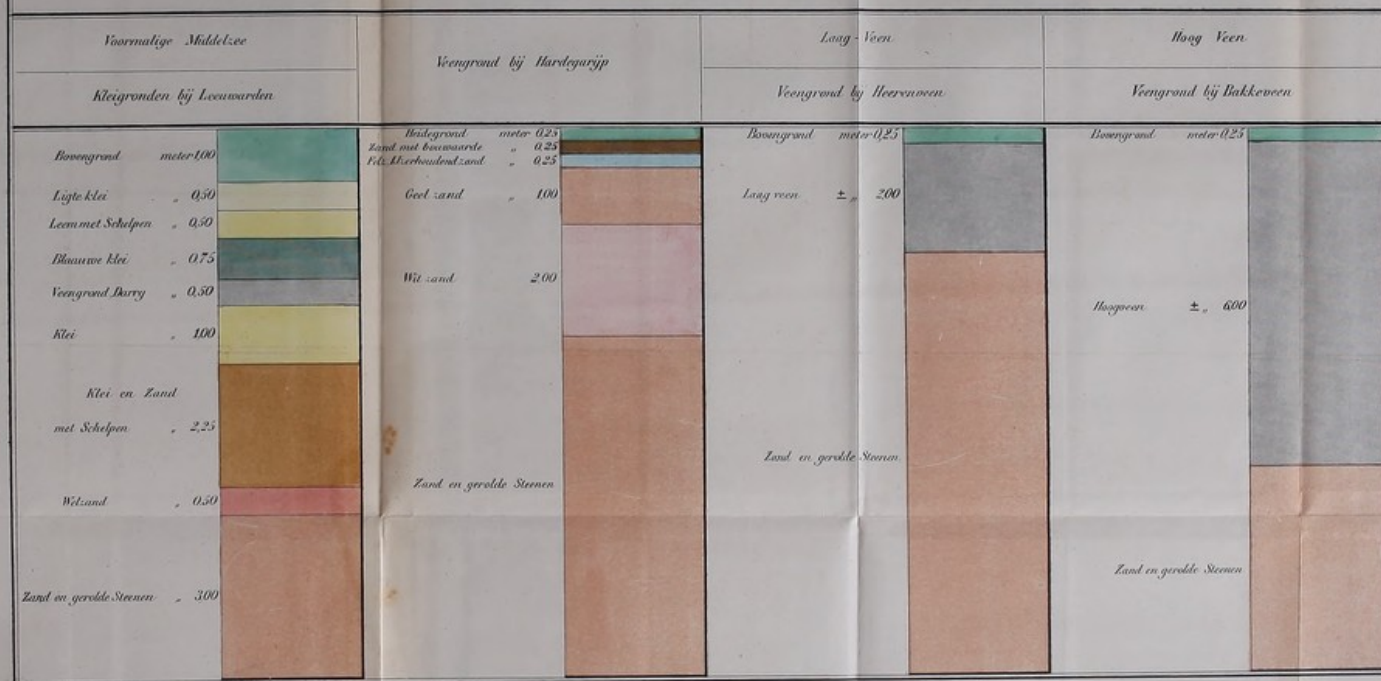 Voormalige Middelzee
Kleigronden bij Leeuwarden
Bovengrond meter 1,00
Ligte klei „ 0,50
Leem met Schelpen „ 0,50
Blaauwe klei „ 0,75
Veengrond Darry „ 0,50
Klei „ 1,00
Klei en Zand
met Schelpen „ 2,25
Welzand „ 0,50
Zand en gerolde Steenen „ 3,00
Veengrond bij Hardegarijp
Heidegrond meter 0,25
Zand met bouwaarde „ 0,25
IJzerhoudend zand „ 0,25
Geel zand „ 1,00
Wit zand 2,00
Zand en gerolde Steenen
Laag-Veen
Veengrond bij Heerenveen
Bovengrond meter 0,25
Laag veen ± „ 2,00
Zand en gerolde Steenen
Hoog Veen
Veengrond bij Bakkeveen
Bovengrond meter 0,25
Hoogveen ± „ 6,00
Zand en gerolde Steenen